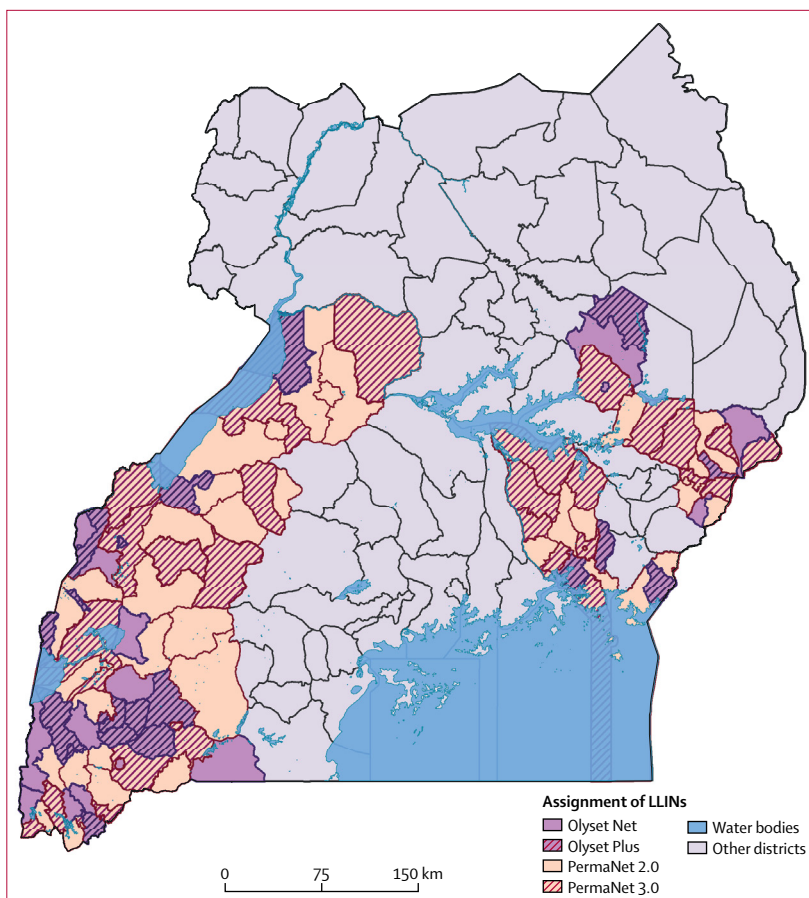 Assignment of LLINs
Olyset Net
Olyset Plus
PermaNet 2.0
PermaNet 3.0
Water bodies
Other districts
0 75 150 km